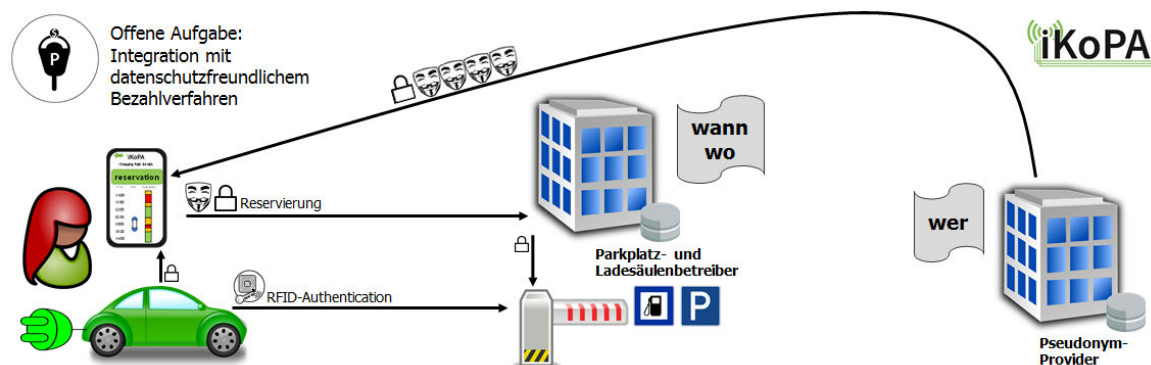 Offene Aufgabe:
Integration mit
datenschutzfreundlichem
Bezahlverfahren
iKoPA
wann
wo
iKoPA
reservation
Reservierung
wer
Parkplatz- und
Ladesäulenbetreiber
RFID-Authentication
P
P
Pseudonym-
Provider